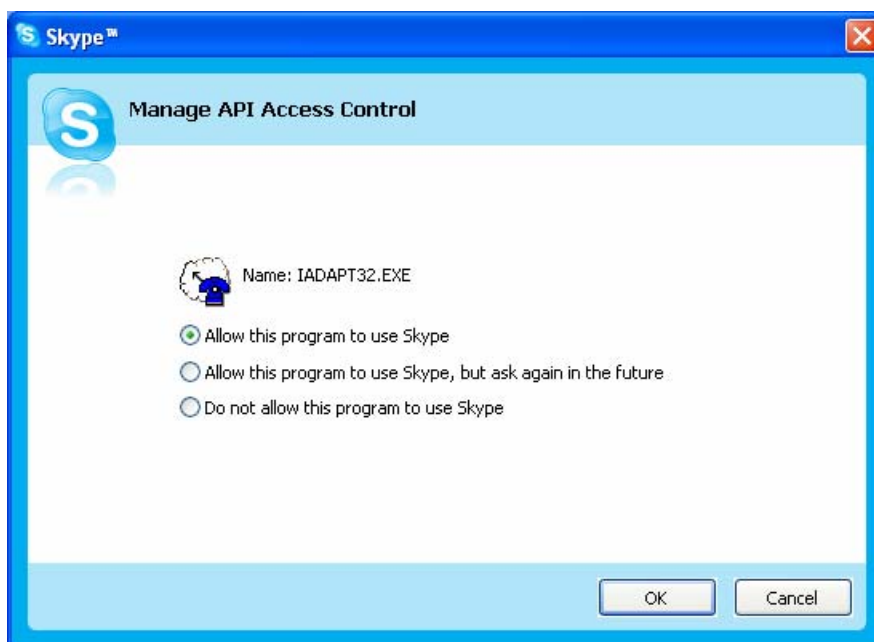 Skype™
Manage API Access Control
Name: IADAPT32.EXE
Allow this program to use Skype
Allow this program to use Skype, but ask again in the future
Do not allow this program to use Skype
OK
Cancel